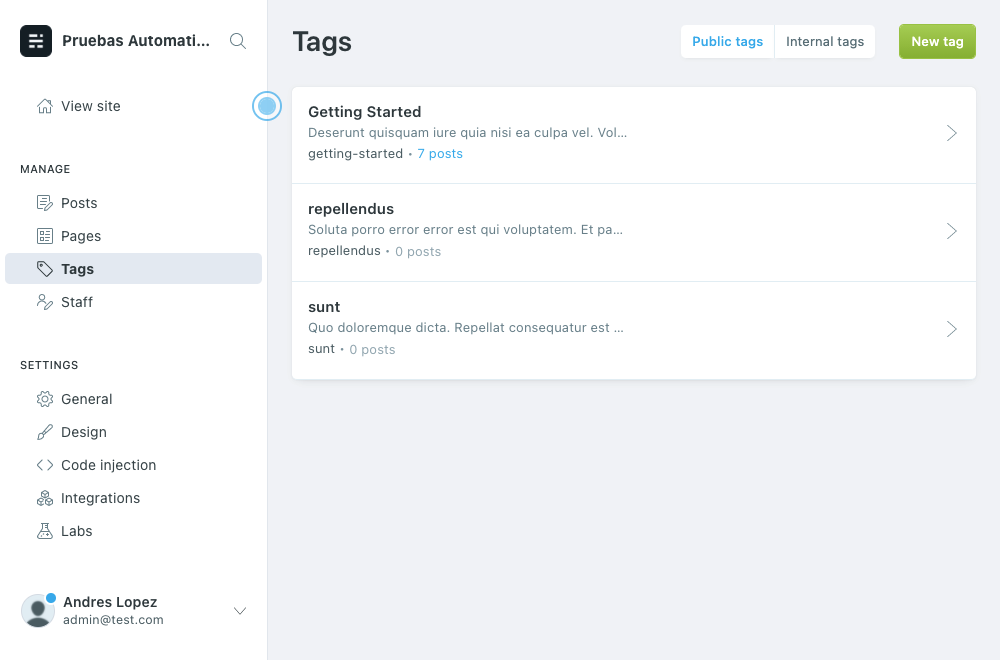 Pruebas Automati...
View site
MANAGE
Posts
Pages
Tags
Staff
SETTINGS
General
Design
Code injection
Integrations
Labs
Andres Lopez
admin@test.com
Tags
Public tags
Internal tags
New tag
Getting Started
Deserunt quisquam iure quia nisi ea culpa vel. Vol...
getting-started • 7 posts
repellendus
Soluta porro error error est qui voluptatem. Et pa...
repellendus • 0 posts
sunt
Quo doloremque dicta. Repellat consequatur est ...
sunt • 0 posts